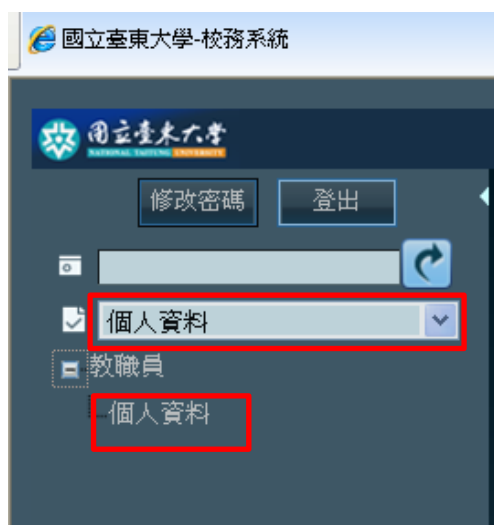 國立臺東大學-校務系統
國立臺東大學
NATIONAL TAITUNG UNIVERSITY
修改密碼 登出
個人資料
教職員
個人資料